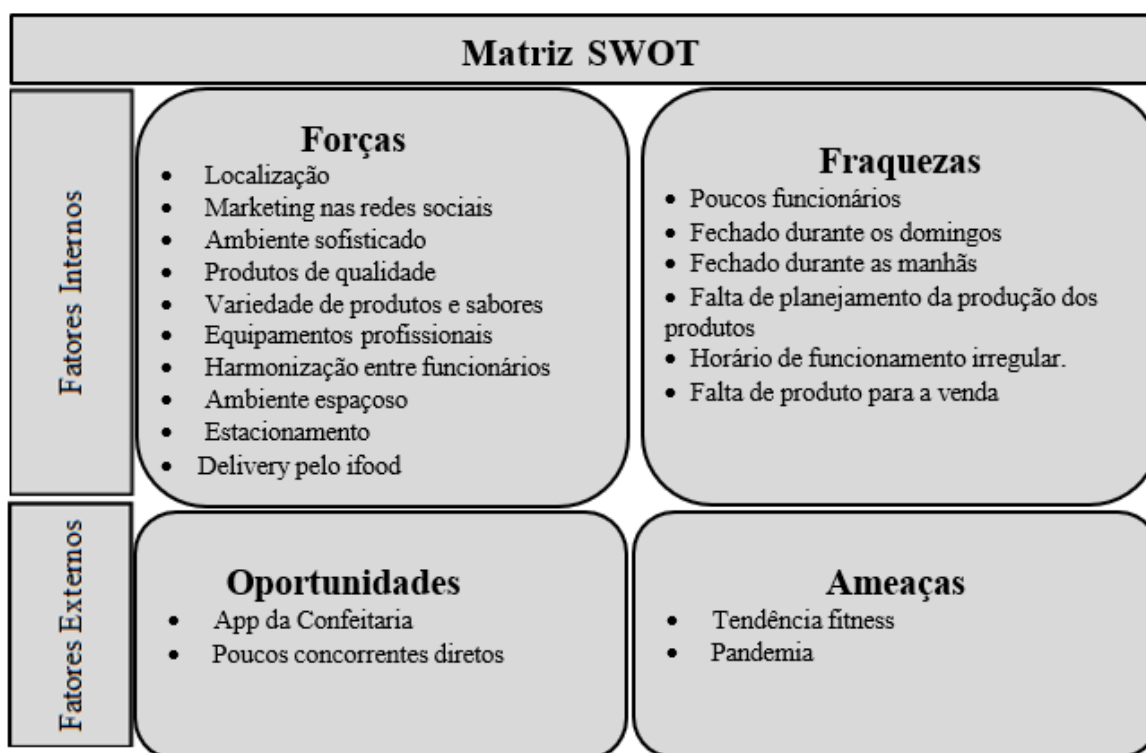 Matriz SWOT
Fatores Internos
Forças
• Localização
• Marketing nas redes sociais
• Ambiente sofisticado
• Produtos de qualidade
• Variedade de produtos e sabores
• Equipamentos profissionais
• Harmonização entre funcionários
• Ambiente espaçoso
• Estacionamento
• Delivery pelo ifood
Fraquezas
• Poucos funcionários
• Fechado durante os domingos
• Fechado durante as manhãs
• Falta de planejamento da produção dos
produtos
• Horário de funcionamento irregular.
• Falta de produto para a venda
Fatores Externos
Oportunidades
• App da Confeitaria
• Poucos concorrentes diretos
Ameaças
• Tendência fitness
• Pandemia